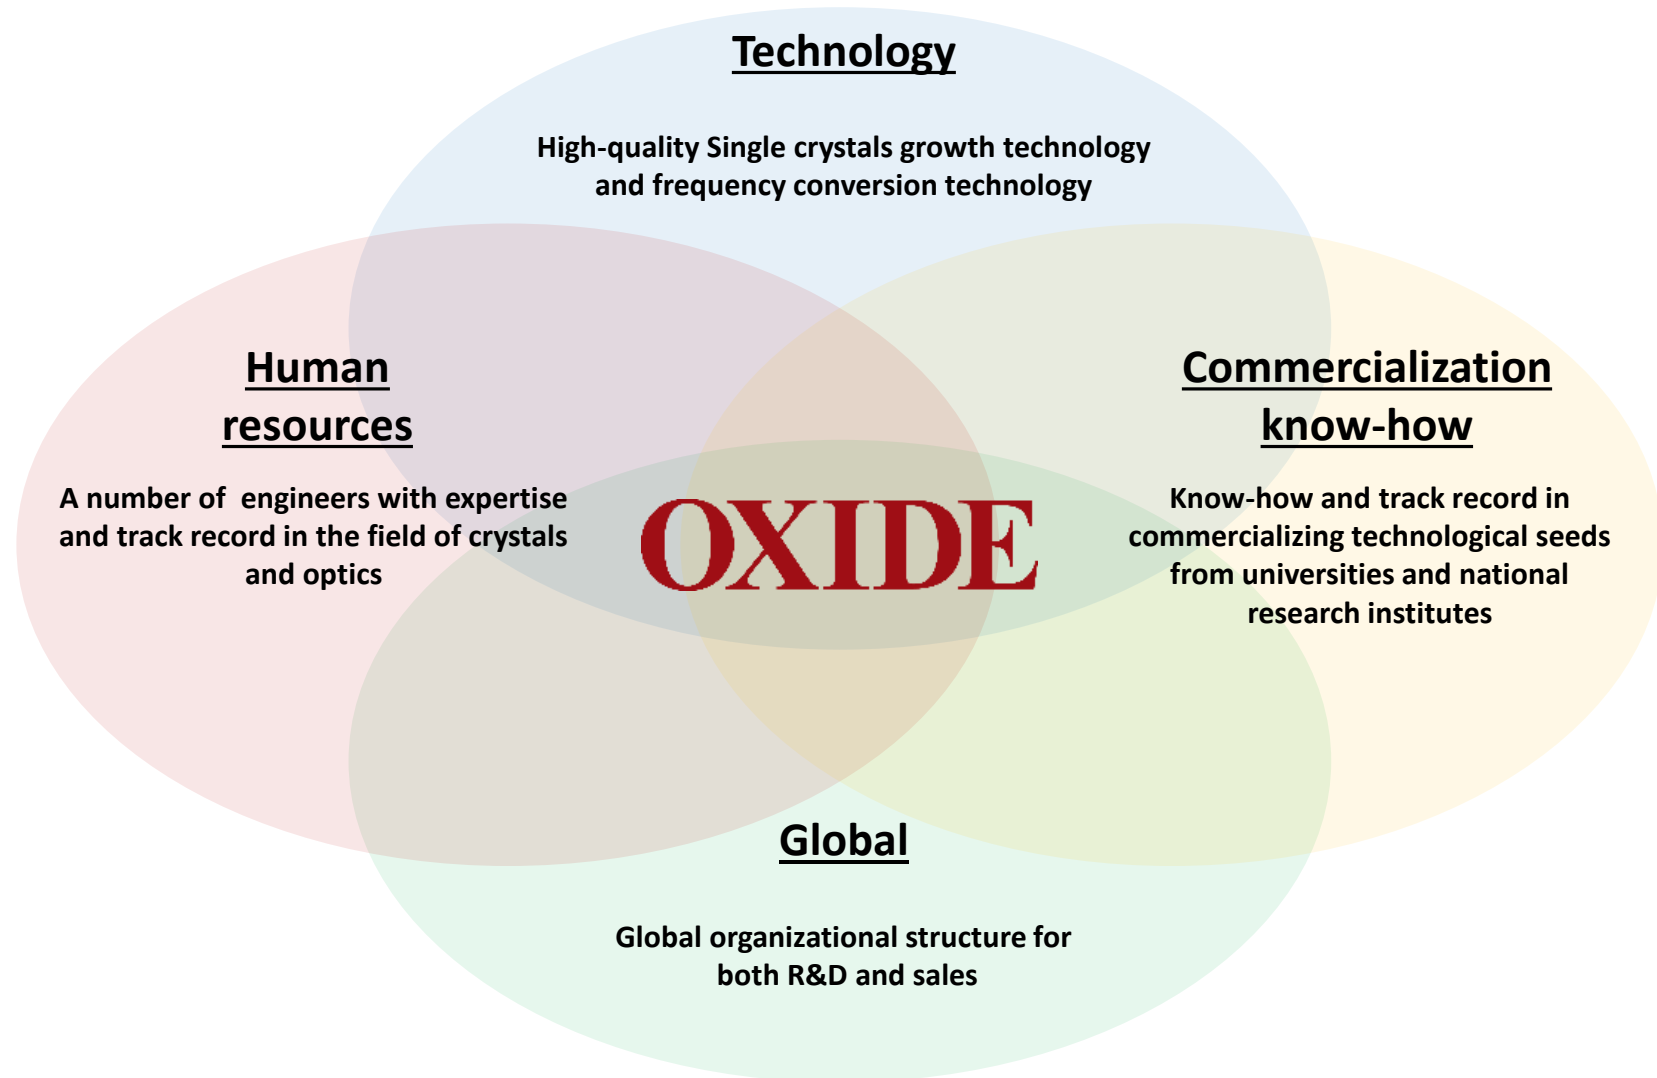 Technology
High-quality Single crystals growth technology
and frequency conversion technology
Human
resources
A number of  engineers with expertise
and track record in the field of crystals
and optics
OXIDE
Commercialization
know-how
Know-how and track record in
commercializing technological seeds
from universities and national
research institutes
Global
Global organizational structure for
both R&D and sales